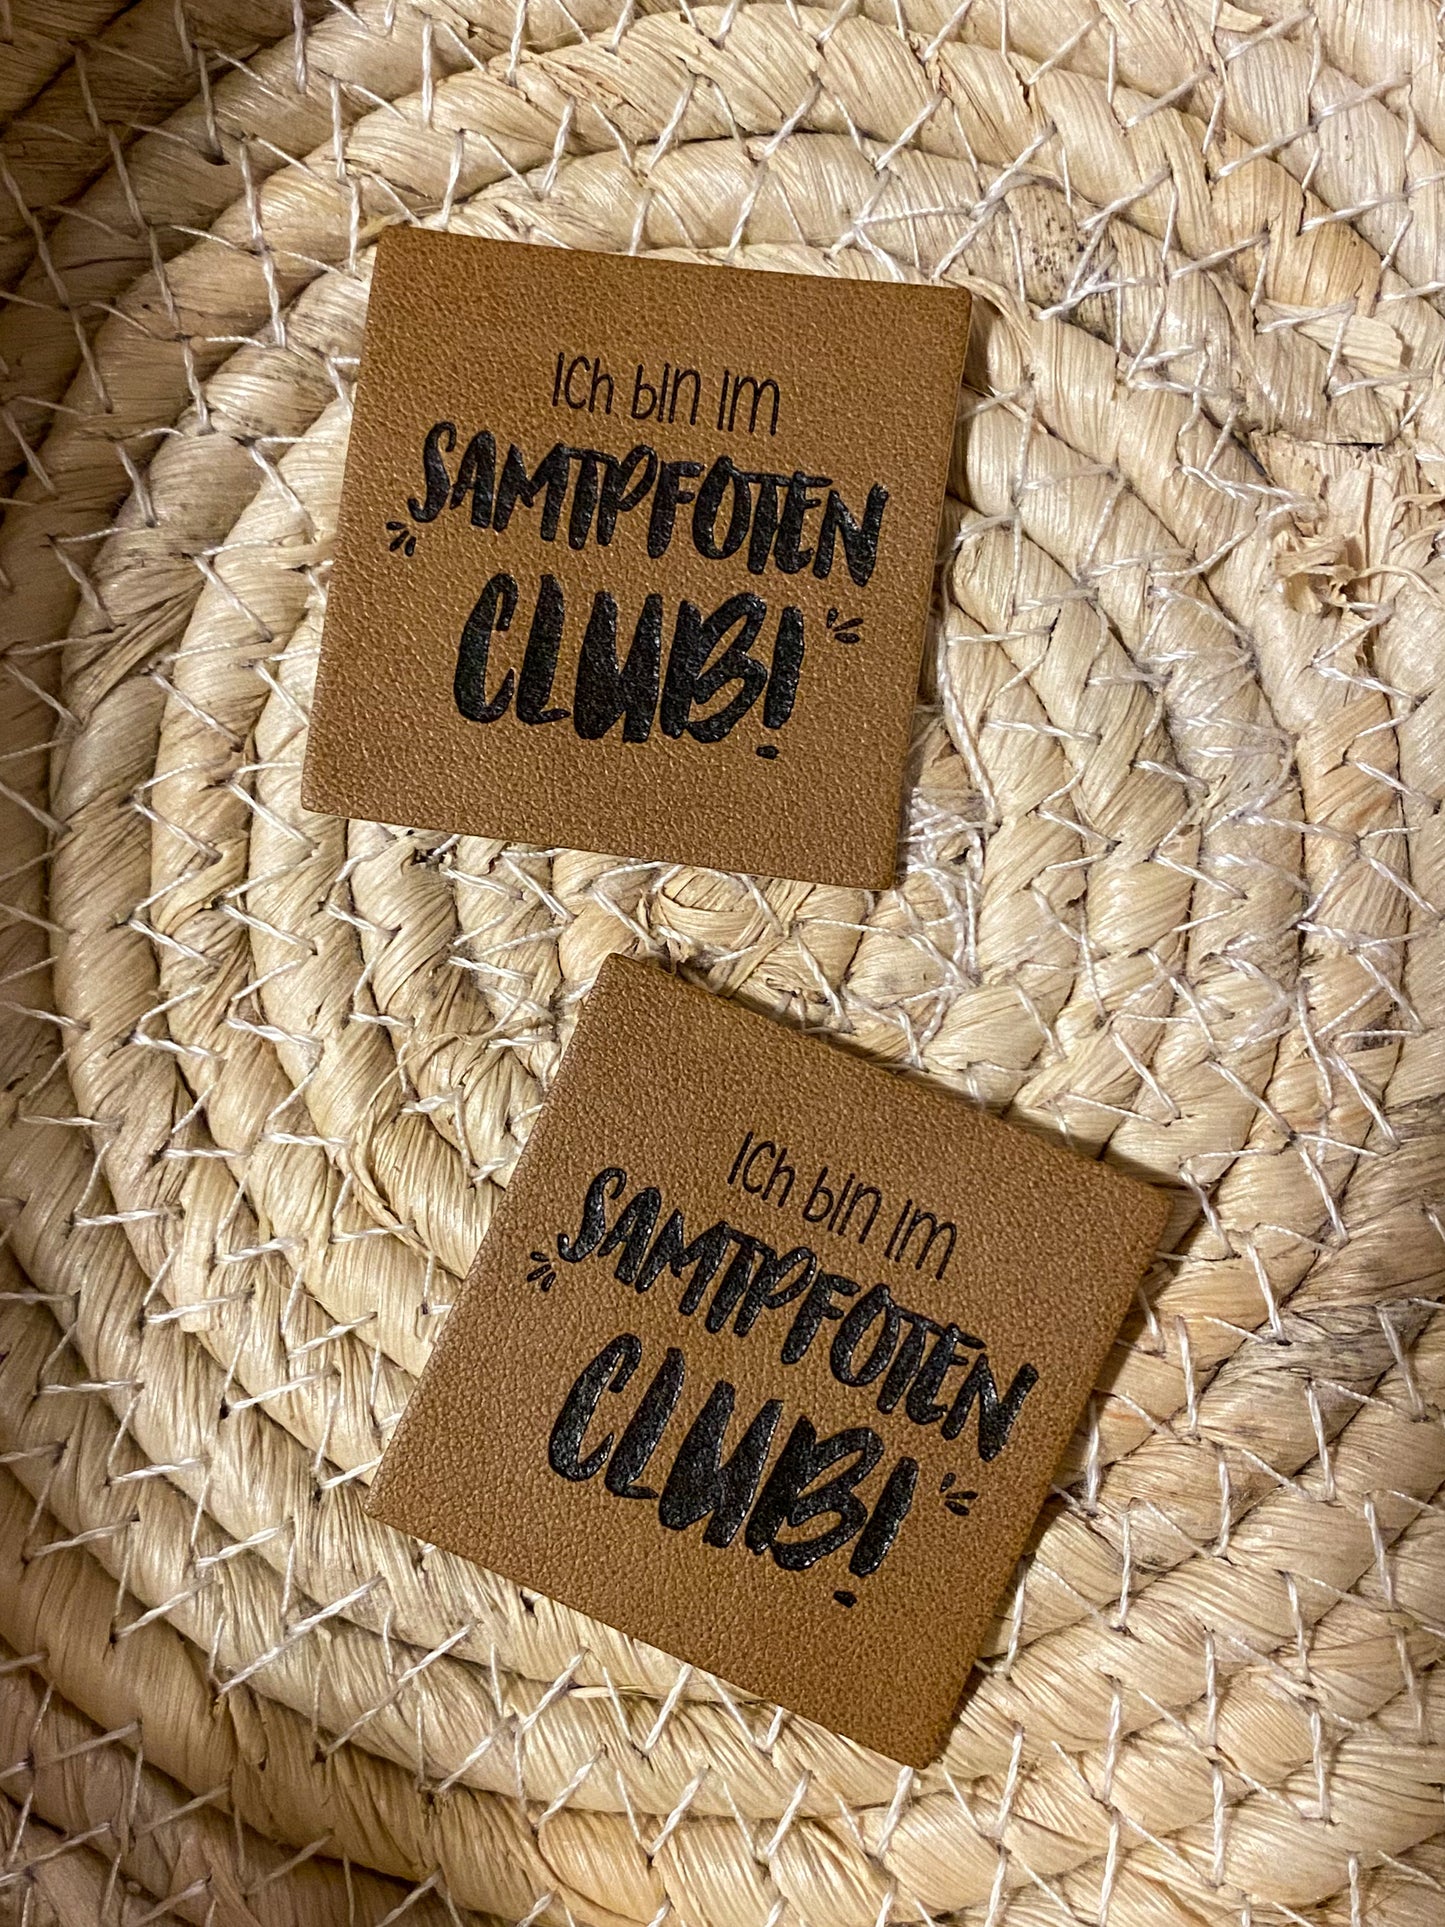 Ich bin im
SAMTPFOTEN
CLUB!
Ich bin im
SAMTPFOTEN
CLUB!